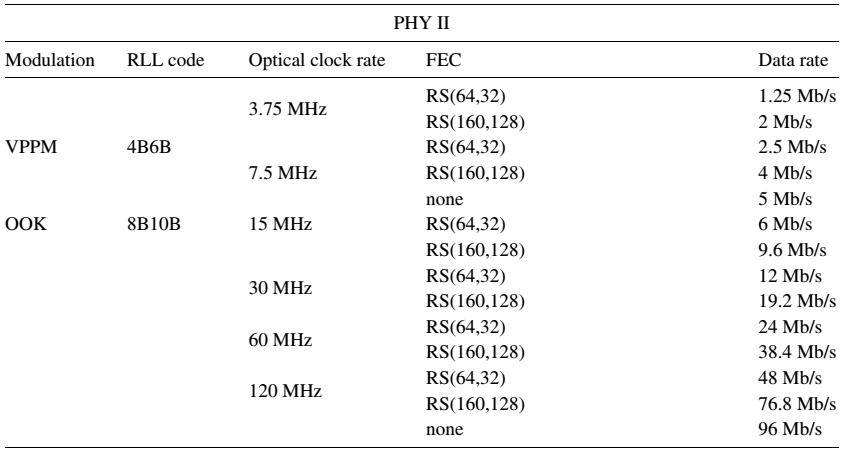 PHY II
Modulation RLL code Optical clock rate FEC Data rate
3.75 MHz RS(64,32) 1.25 Mb/s
RS(160,128) 2 Mb/s
VPPM 4B6B RS(64,32) 2.5 Mb/s
7.5 MHz RS(160,128) 4 Mb/s
none 5 Mb/s
OOK 8B10B 15 MHz RS(64,32) 6 Mb/s
RS(160,128) 9.6 Mb/s
30 MHz RS(64,32) 12 Mb/s
RS(160,128) 19.2 Mb/s
60 MHz RS(64,32) 24 Mb/s
RS(160,128) 38.4 Mb/s
120 MHz RS(64,32) 48 Mb/s
RS(160,128) 76.8 Mb/s
none 96 Mb/s